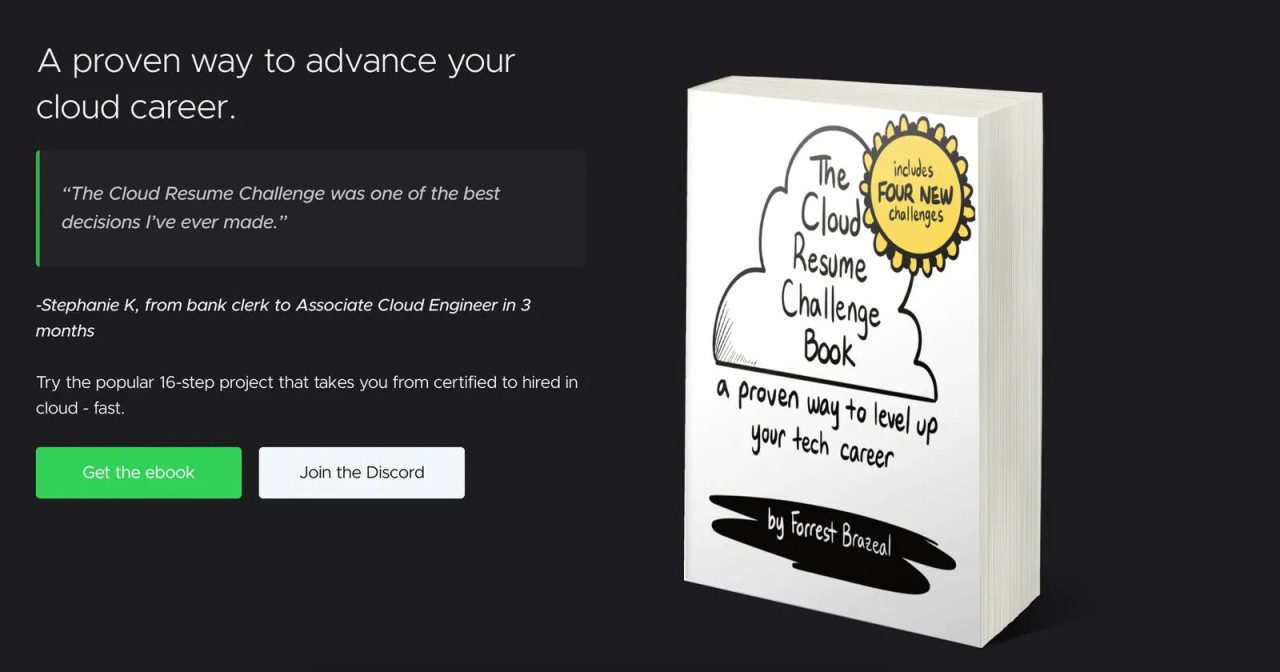 A proven way to advance your
cloud career.
“The Cloud Resume Challenge was one of the best
decisions I’ve ever made.”
-Stephanie K, from bank clerk to Associate Cloud Engineer in 3
months
Try the popular 16-step project that takes you from certified to hired in
cloud - fast.
Get the ebook
Join the Discord
The
Cloud
Resume
Challenge
Book
includes
FOUR NEW
challenges
a proven way to level up
your tech career
by Forrest Brazeal